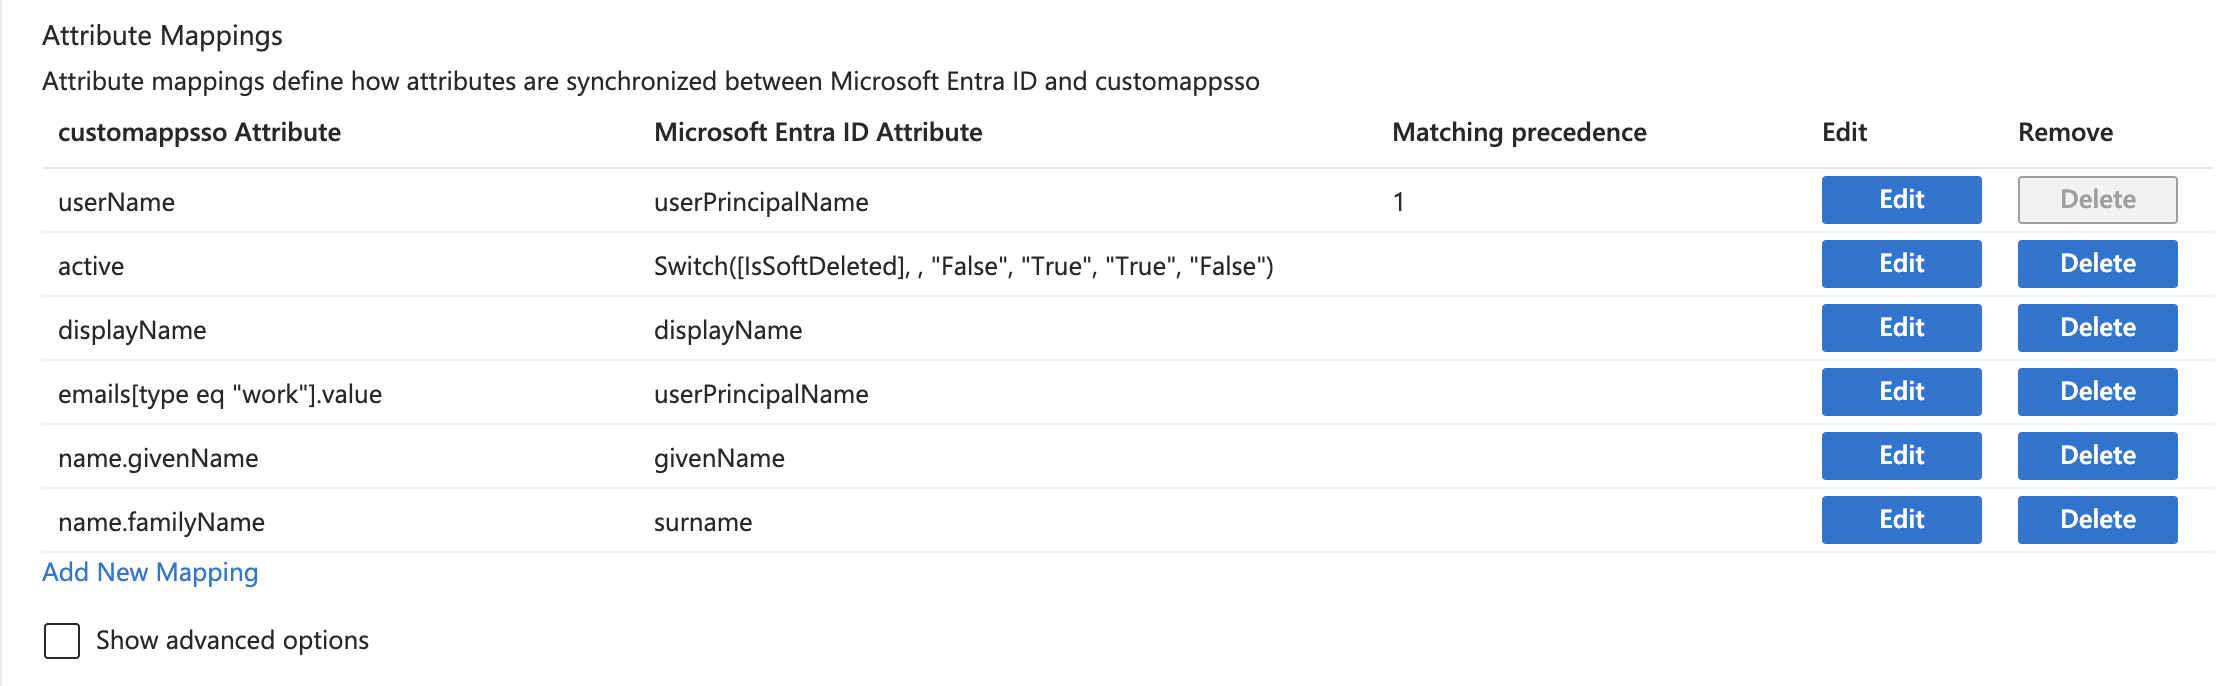 Attribute Mappings
Attribute mappings define how attributes are synchronized between Microsoft Entra ID and customappsso
customappsso Attribute Microsoft Entra ID Attribute Matching precedence Edit Remove
userName userPrincipalName 1 Edit Delete
active Switch([IsSoftDeleted], , "False", "True", "True", "False") Edit Delete
displayName displayName Edit Delete
emails[type eq "work"].value userPrincipalName Edit Delete
name.givenName givenName Edit Delete
name.familyName surname Edit Delete
Add New Mapping
Show advanced options